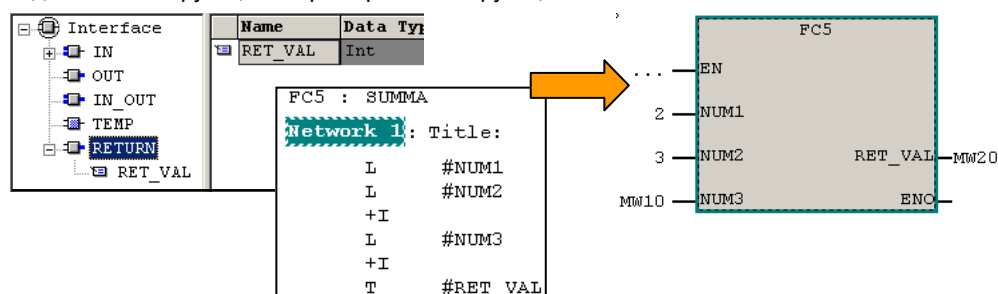 Interface
IN
OUT
IN_OUT
TEMP
RETURN
RET_VAL
Name Data
RET_VAL Int
FC5 : SUMMA
Network 1: Title:
L #NUM1
L #NUM2
+I
L #NUM3
+I
T #RET_VAL
FC5
... EN
2 NUM1
3 NUM2 RET_VAL MW20
MW10 NUM3 ENO